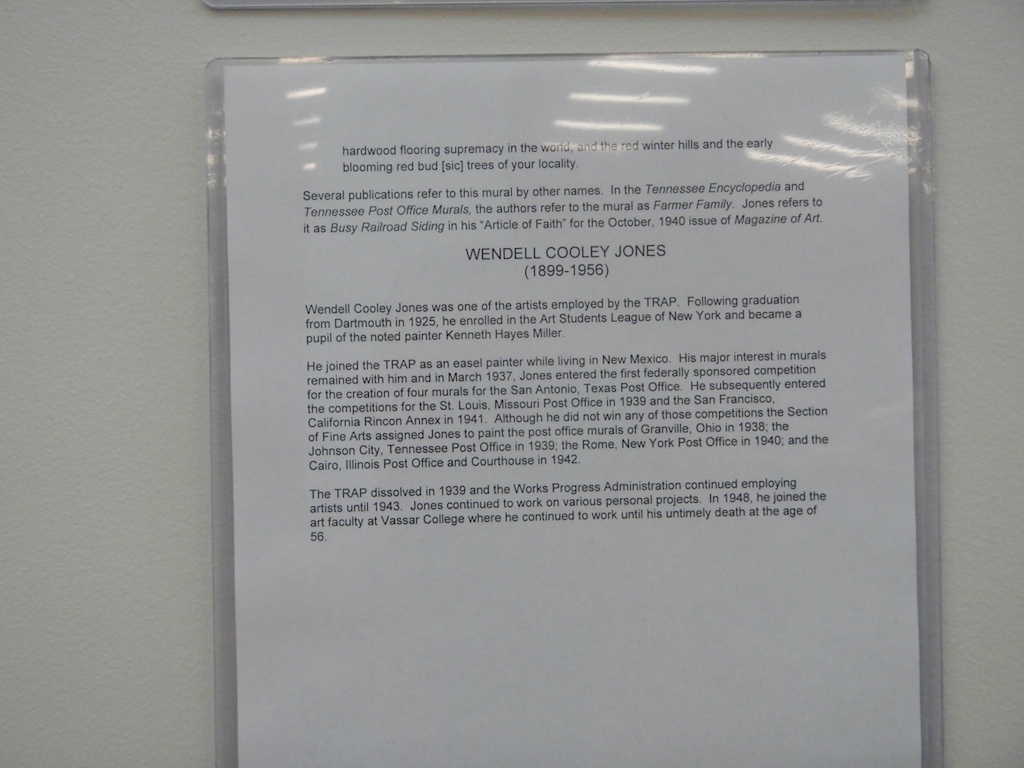 hardwood flooring supremacy in the world, and the red winter hills and the early
blooming red bud [sic] trees of your locality.
Several publications refer to this mural by other names. In the Tennessee Encyclopedia and
Tennessee Post Office Murals, the authors refer to the mural as Farmer Family. Jones refers to
it as Busy Railroad Siding in his "Article of Faith" for the October, 1940 issue of Magazine of Art.
WENDELL COOLEY JONES
(1899-1956)
Wendell Cooley Jones was one of the artists employed by the TRAP. Following graduation
from Dartmouth in 1925, he enrolled in the Art Students League of New York and became a
pupil of the noted painter Kenneth Hayes Miller.
He joined the TRAP as an easel painter while living in New Mexico. His major interest in murals
remained with him and in March 1937, Jones entered the first federally sponsored competition
for the creation of four murals for the San Antonio, Texas Post Office. He subsequently entered
the competitions for the St. Louis, Missouri Post Office in 1939 and the San Francisco,
California Rincon Annex in 1941. Although he did not win any of those competitions the Section
of Fine Arts assigned Jones to paint the post office murals of Granville, Ohio in 1938; the
Johnson City, Tennessee Post Office in 1939; the Rome, New York Post Office in 1940; and the
Cairo, Illinois Post Office and Courthouse in 1942.
The TRAP dissolved in 1939 and the Works Progress Administration continued employing
artists until 1943. Jones continued to work on various personal projects. In 1948, he joined the
art faculty at Vassar College where he continued to work until his untimely death at the age of
56.